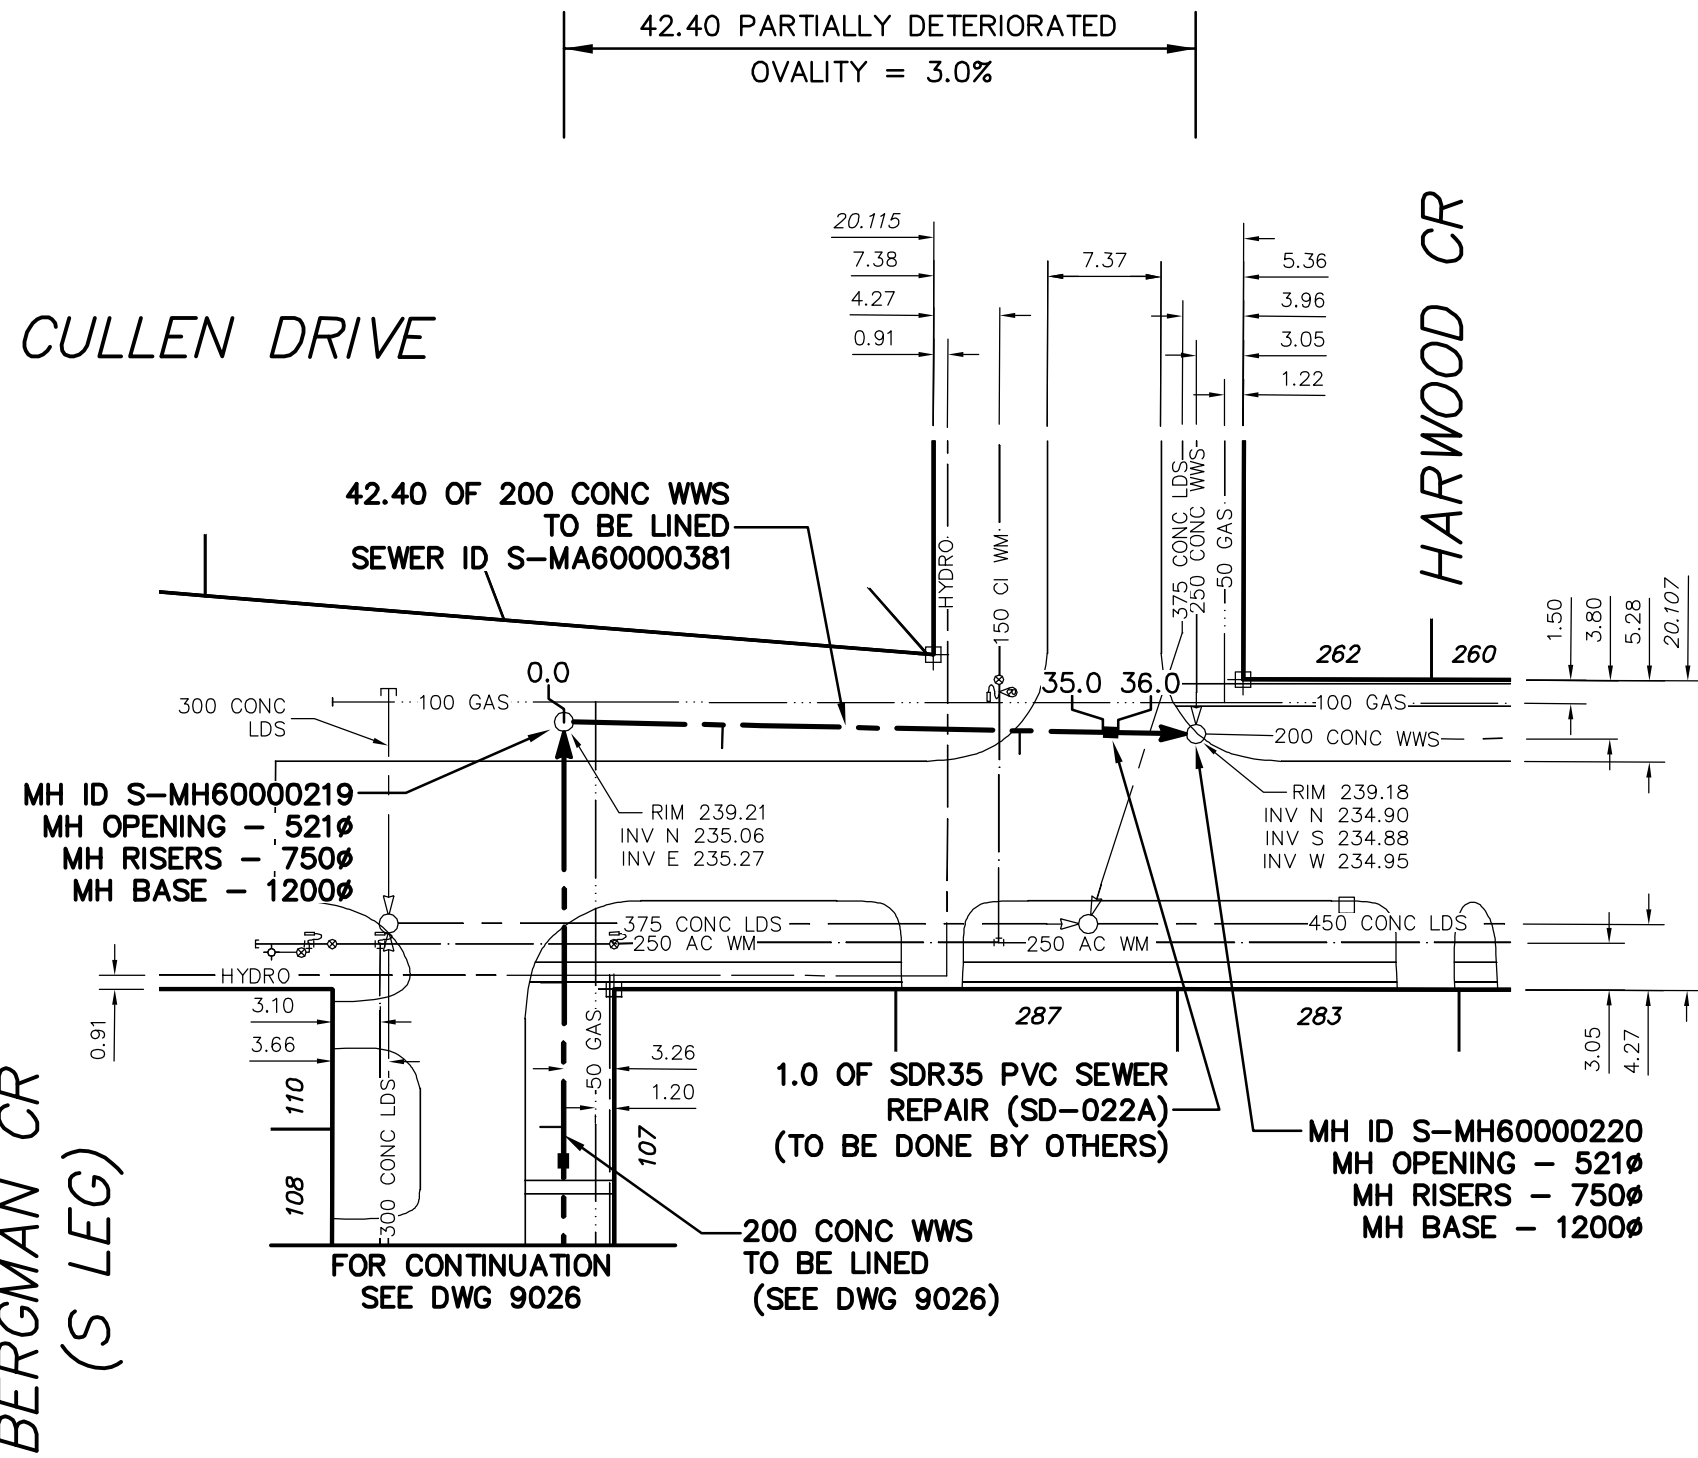 42.40 PARTIALLY DETERIORATED
OVALITY = 3.0%
CULLEN DRIVE
HARWOOD CR
20.115
7.38
4.27
0.91
7.37
5.36
3.96
3.05
1.22
42.40 OF 200 CONC WWS
TO BE LINED
SEWER ID S-MA60000381
HYDRO
150 CI WM
375 CONC LDS
250 CONC WWS
50 GAS
1.50
3.80
5.28
20.107
262
260
0.0
35.0
36.0
300 CONC
LDS
100 GAS
100 GAS
200 CONC WWS
MH ID S-MH60000219
MH OPENING - 521ø
MH RISERS - 750ø
MH BASE - 1200ø
RIM 239.21
INV N 235.06
INV E 235.27
RIM 239.18
INV N 234.90
INV S 234.88
INV W 234.95
375 CONC LDS
450 CONC LDS
250 AC WM
250 AC WM
HYDRO
0.91
3.10
3.66
50 GAS
3.26
1.20
287
283
3.05
4.27
110
108
107
300 CONC LDS
1.0 OF SDR35 PVC SEWER
REPAIR (SD-022A)
(TO BE DONE BY OTHERS)
MH ID S-MH60000220
MH OPENING - 521ø
MH RISERS - 750ø
MH BASE - 1200ø
200 CONC WWS
TO BE LINED
(SEE DWG 9026)
FOR CONTINUATION
SEE DWG 9026
BERGMAN CR
(S LEG)